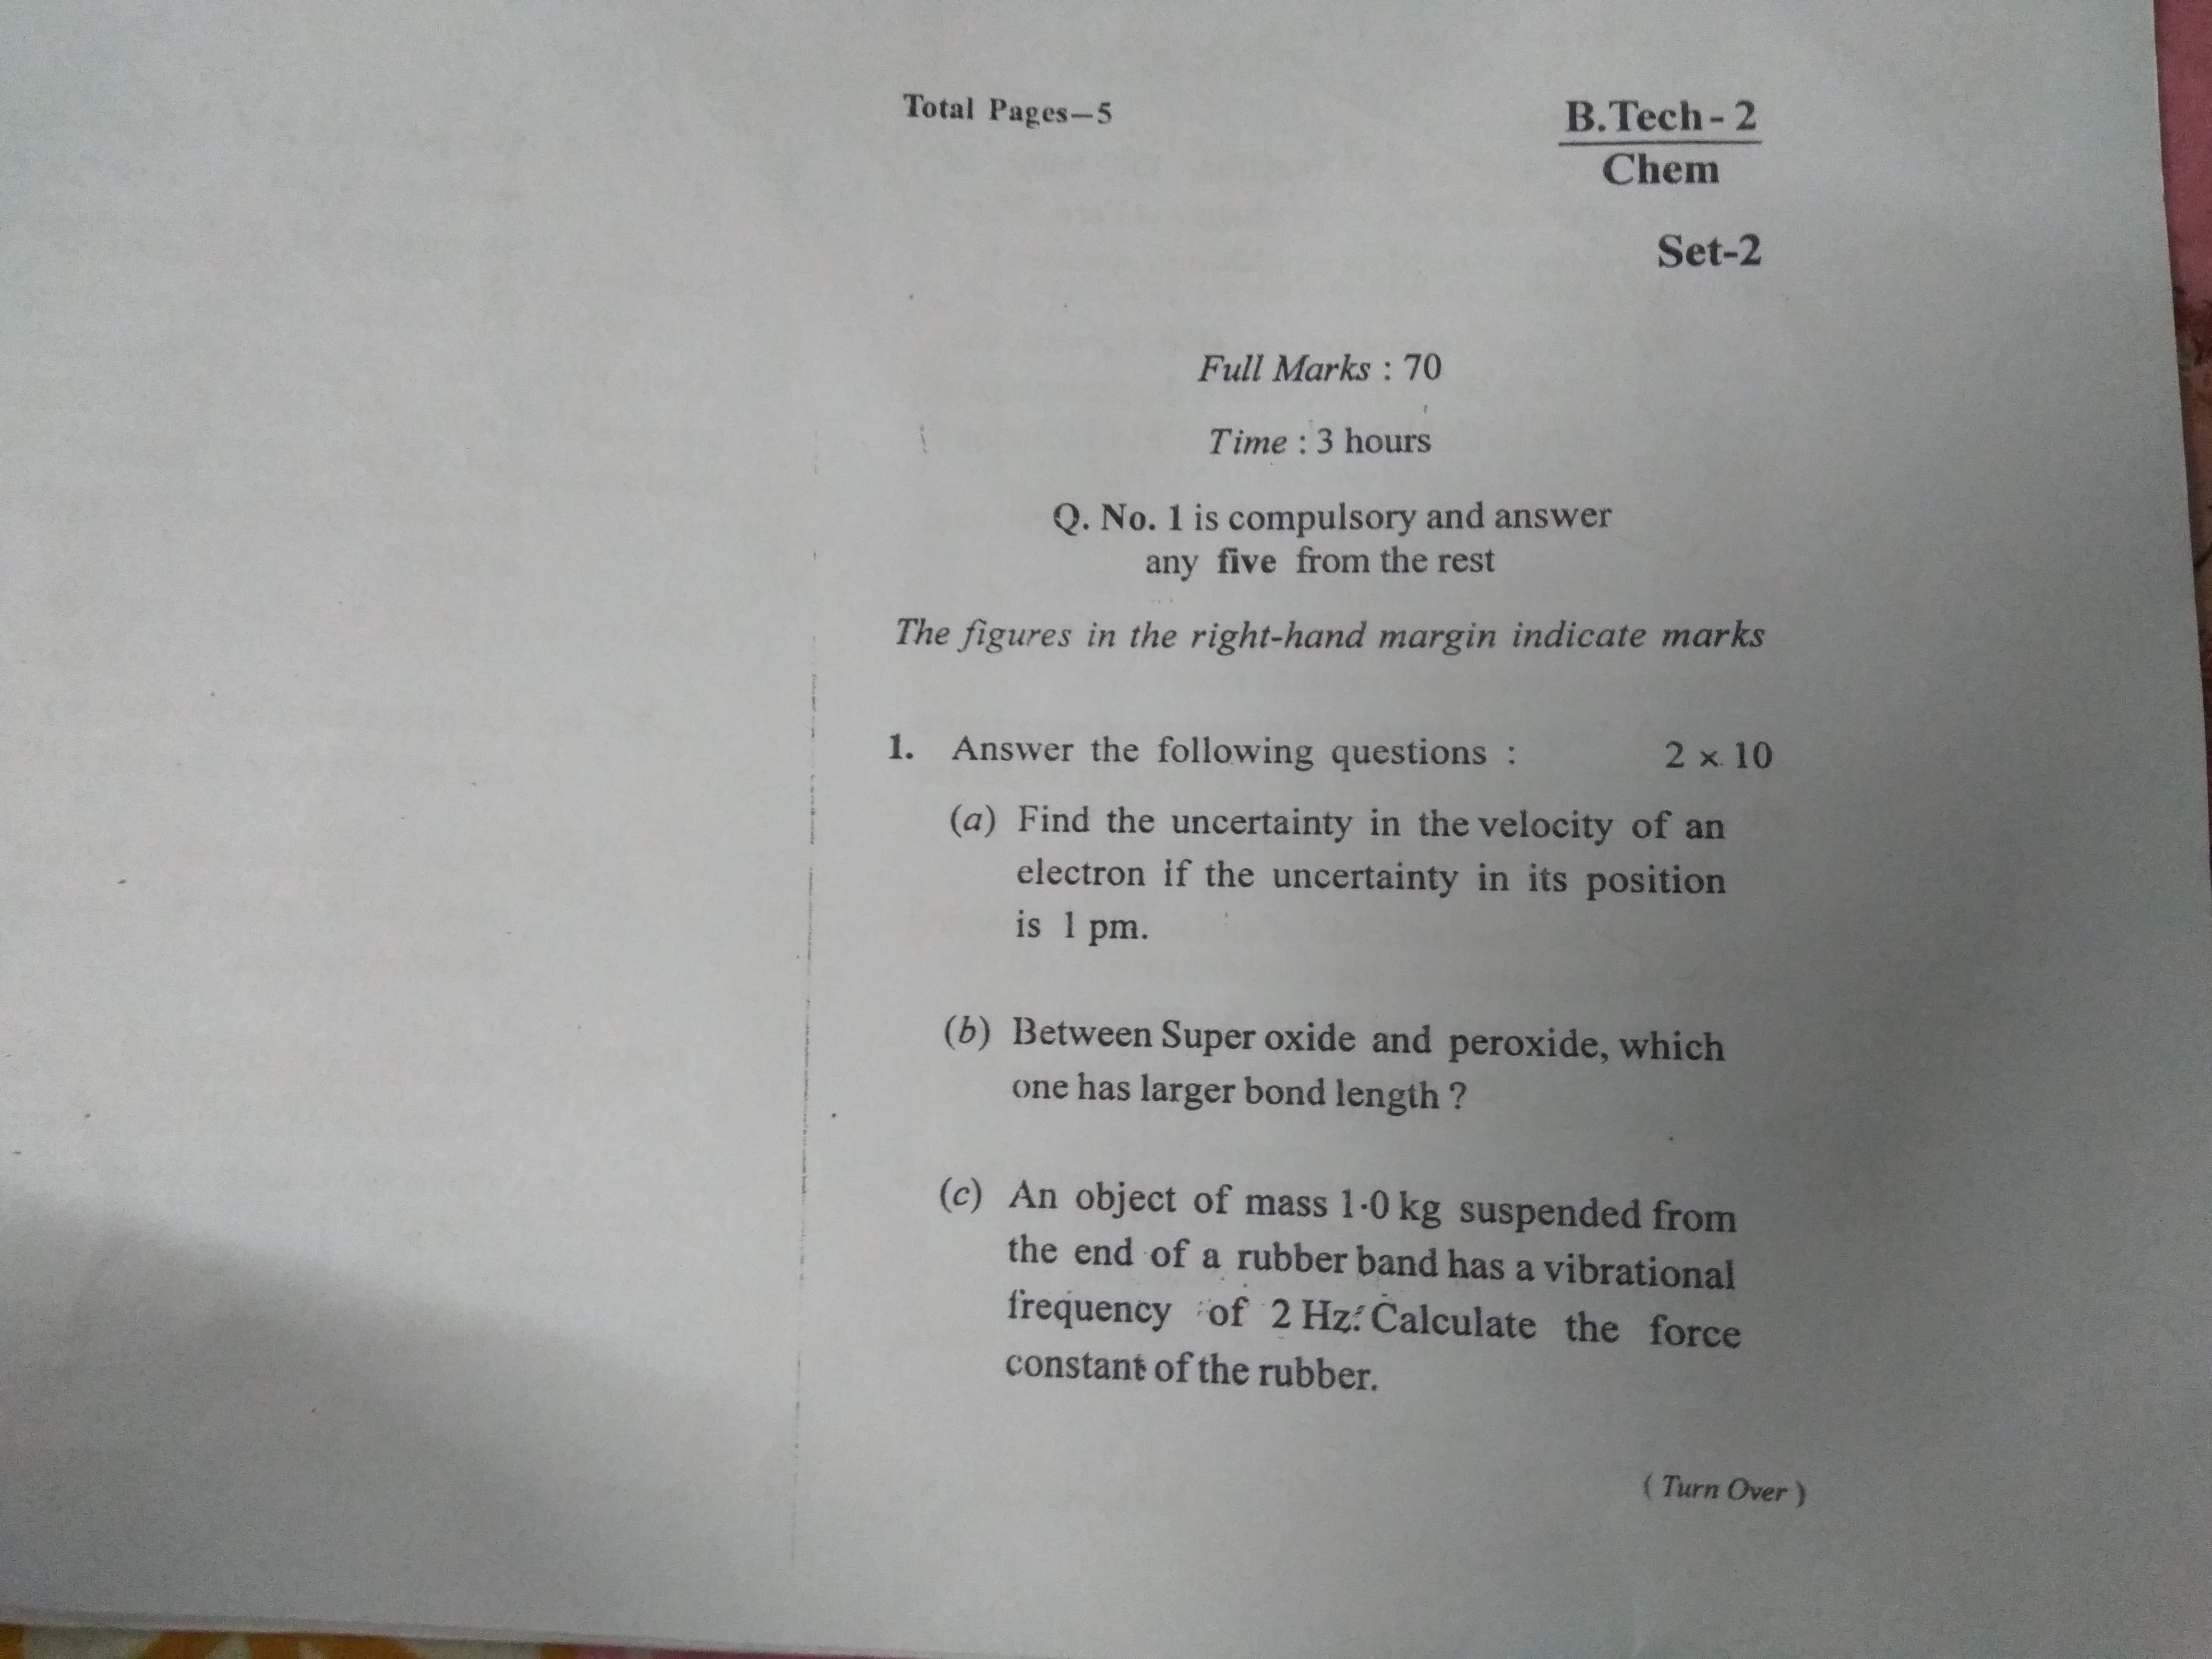 Total Pages—5
B.Tech - 2
Chem
Set-2
Full Marks : 70
Time : 3 hours
Q. No. 1 is compulsory and answer
any five from the rest
The figures in the right-hand margin indicate marks
1. Answer the following questions : 2 × 10
(a) Find the uncertainty in the velocity of an
electron if the uncertainty in its position
is 1 pm.
(b) Between Super oxide and peroxide, which
one has larger bond length ?
(c) An object of mass 1·0 kg suspended from
the end of a rubber band has a vibrational
frequency of 2 Hz. Calculate the force
constant of the rubber.
( Turn Over )